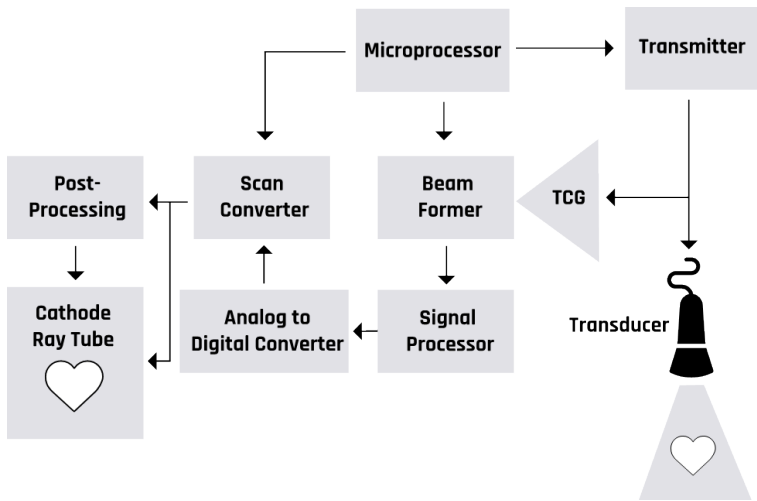 Microprocessor
Transmitter
Post-
Processing
Scan
Converter
Beam
Former
TCG
Cathode
Ray Tube
Analog to
Digital Converter
Signal
Processor
Transducer